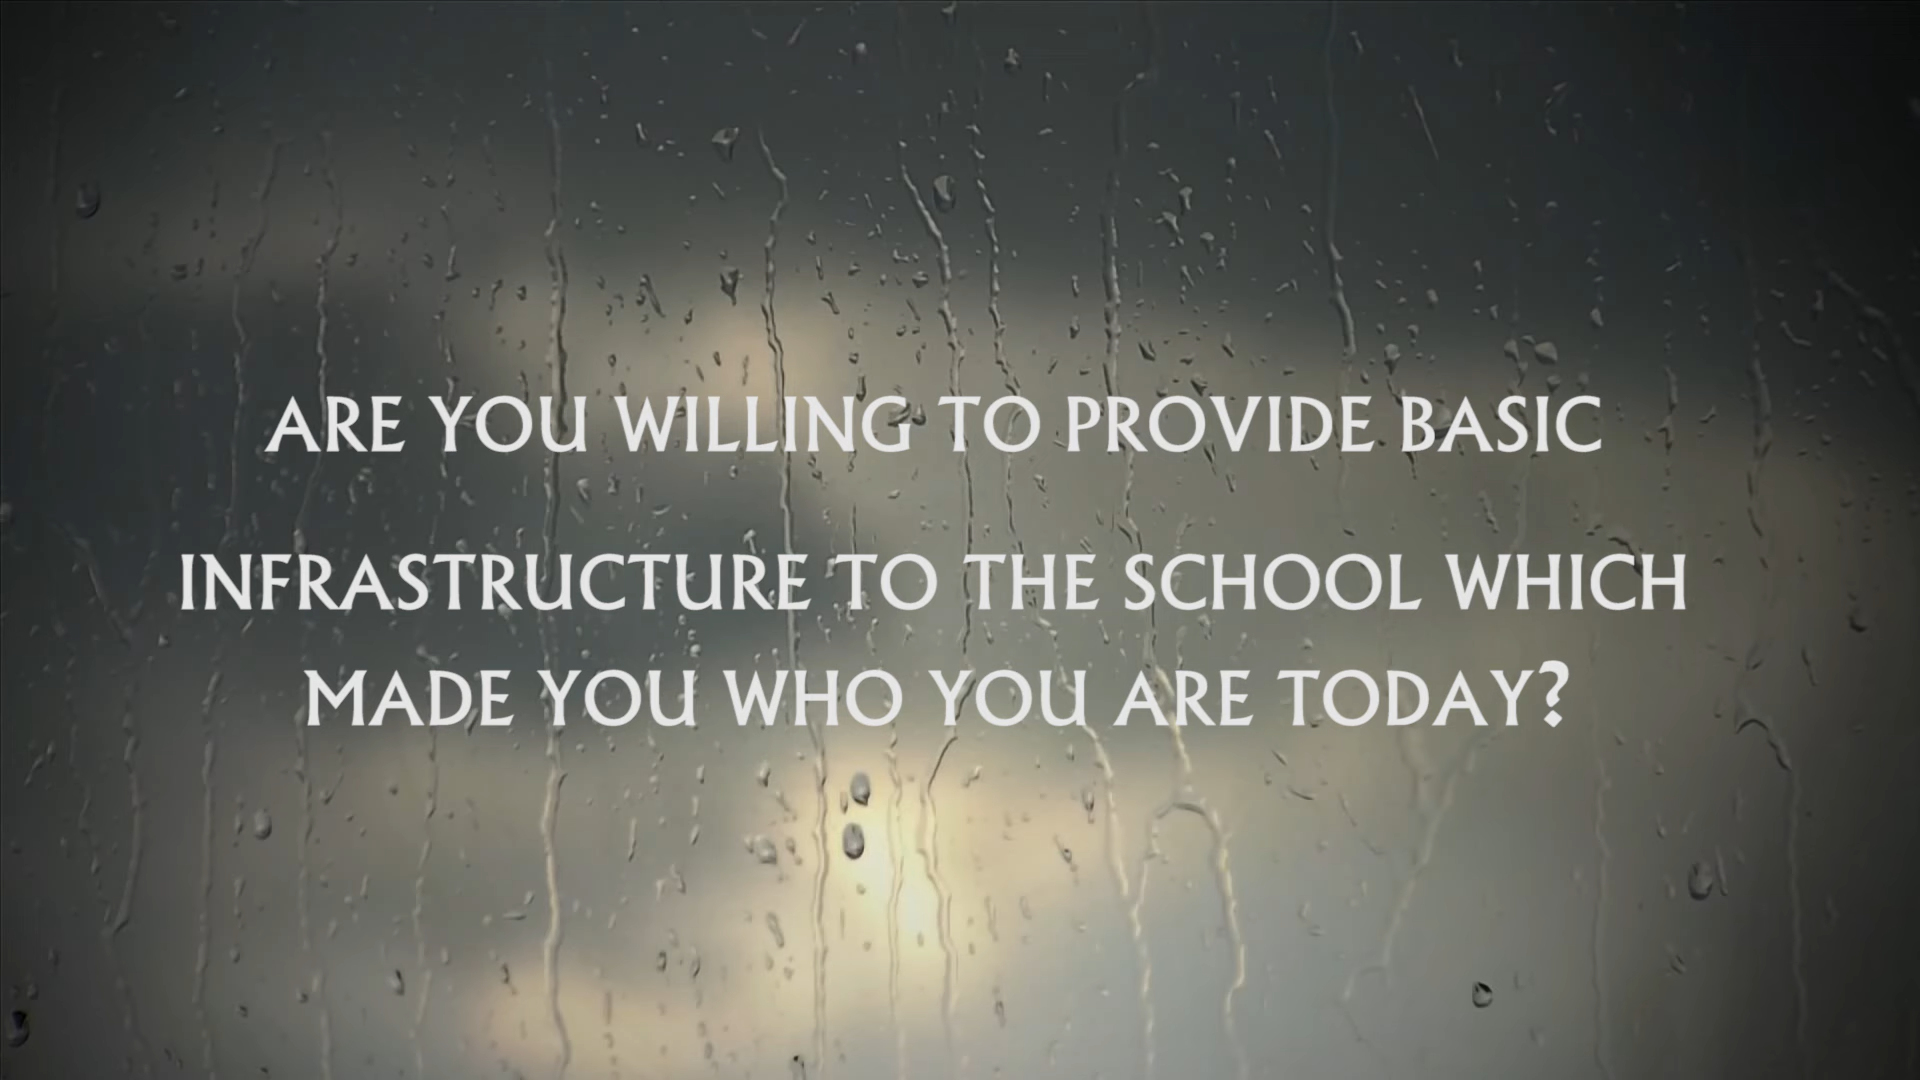 ARE YOU WILLING TO PROVIDE BASIC
INFRASTRUCTURE TO THE SCHOOL WHICH
MADE YOU WHO YOU ARE TODAY?